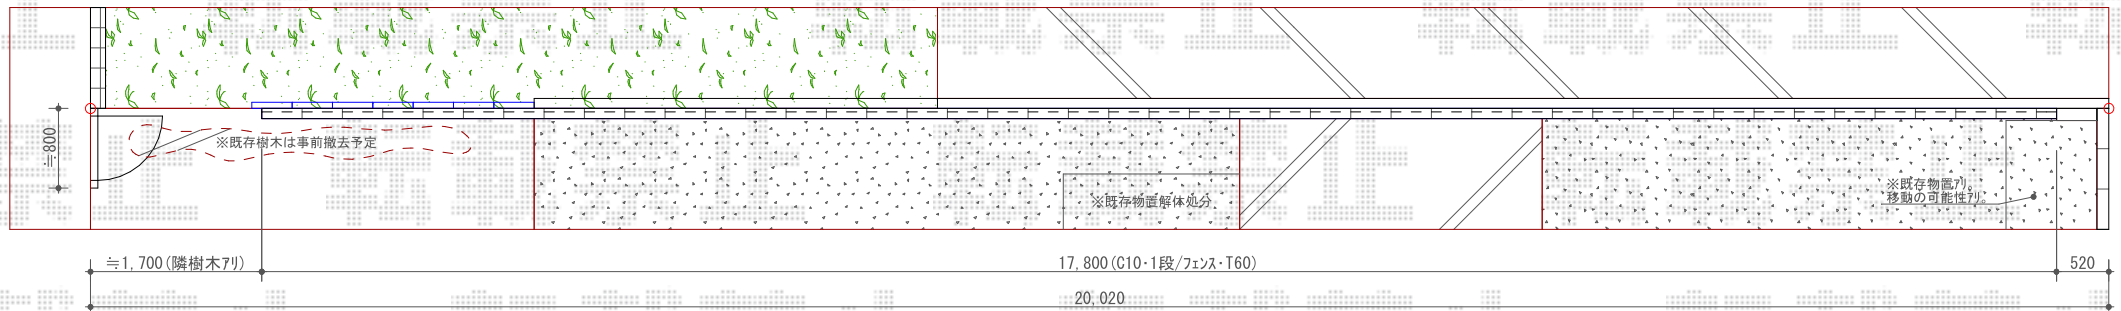 ≒800
※既存樹木は事前撤去予定
※既存物置解体処分
※既存物置ｱﾘ。
移動の可能性ｱﾘ。
≒1,700(隣樹木ｱﾘ)
17,800(C10･1段/ﾌｪﾝｽ･T60)
520
20,020